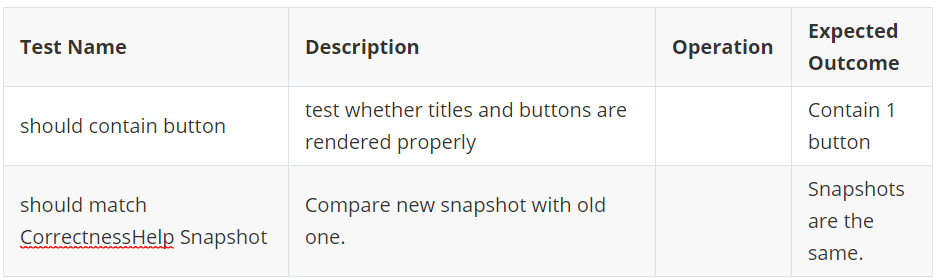 Test Name
Description
Operation
Expected
Outcome
should contain button
test whether titles and buttons are
rendered properly
Contain 1
button
should match
CorrectnessHelp Snapshot
Compare new snapshot with old
one.
Snapshots
are the
same.